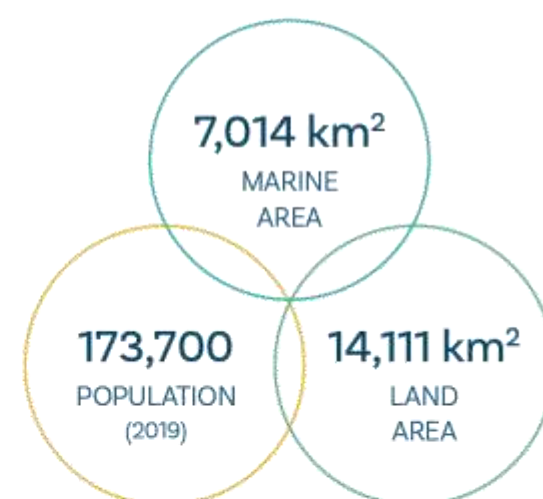 7,014 km²
MARINE
AREA
173,700
POPULATION
(2019)
14,111 km²
LAND
AREA